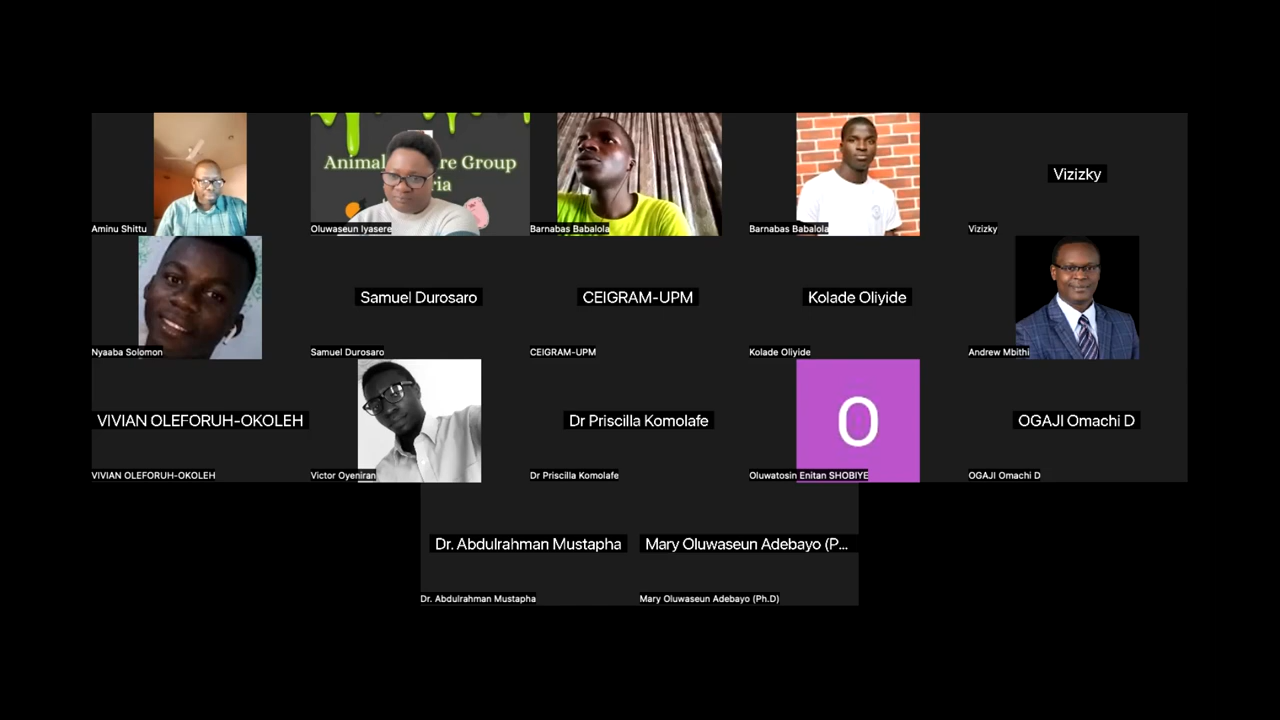 Animal
re Group
ria
Vizizky
Aminu Shittu
Oluwaseun Iyasere
Barnabas Babalola
Barnabas Babalola
Vizizky
Samuel Durosaro
CEIGRAM-UPM
Kolade Oliyide
Nyaaba Solomon
Samuel Durosaro
CEIGRAM-UPM
Kolade Oliyide
Andrew Mbithi
VIVIAN OLEFORUH-OKOLEH
Dr Priscilla Komolafe
O
OGAJI Omachi D
VIVIAN OLEFORUH-OKOLEH
Victor Oyeniran
Dr Priscilla Komolafe
Oluwatosin Enitan SHOBIYE
OGAJI Omachi D
Dr. Abdulrahman Mustapha
Mary Oluwaseun Adebayo (P...
Dr. Abdulrahman Mustapha
Mary Oluwaseun Adebayo (Ph.D)